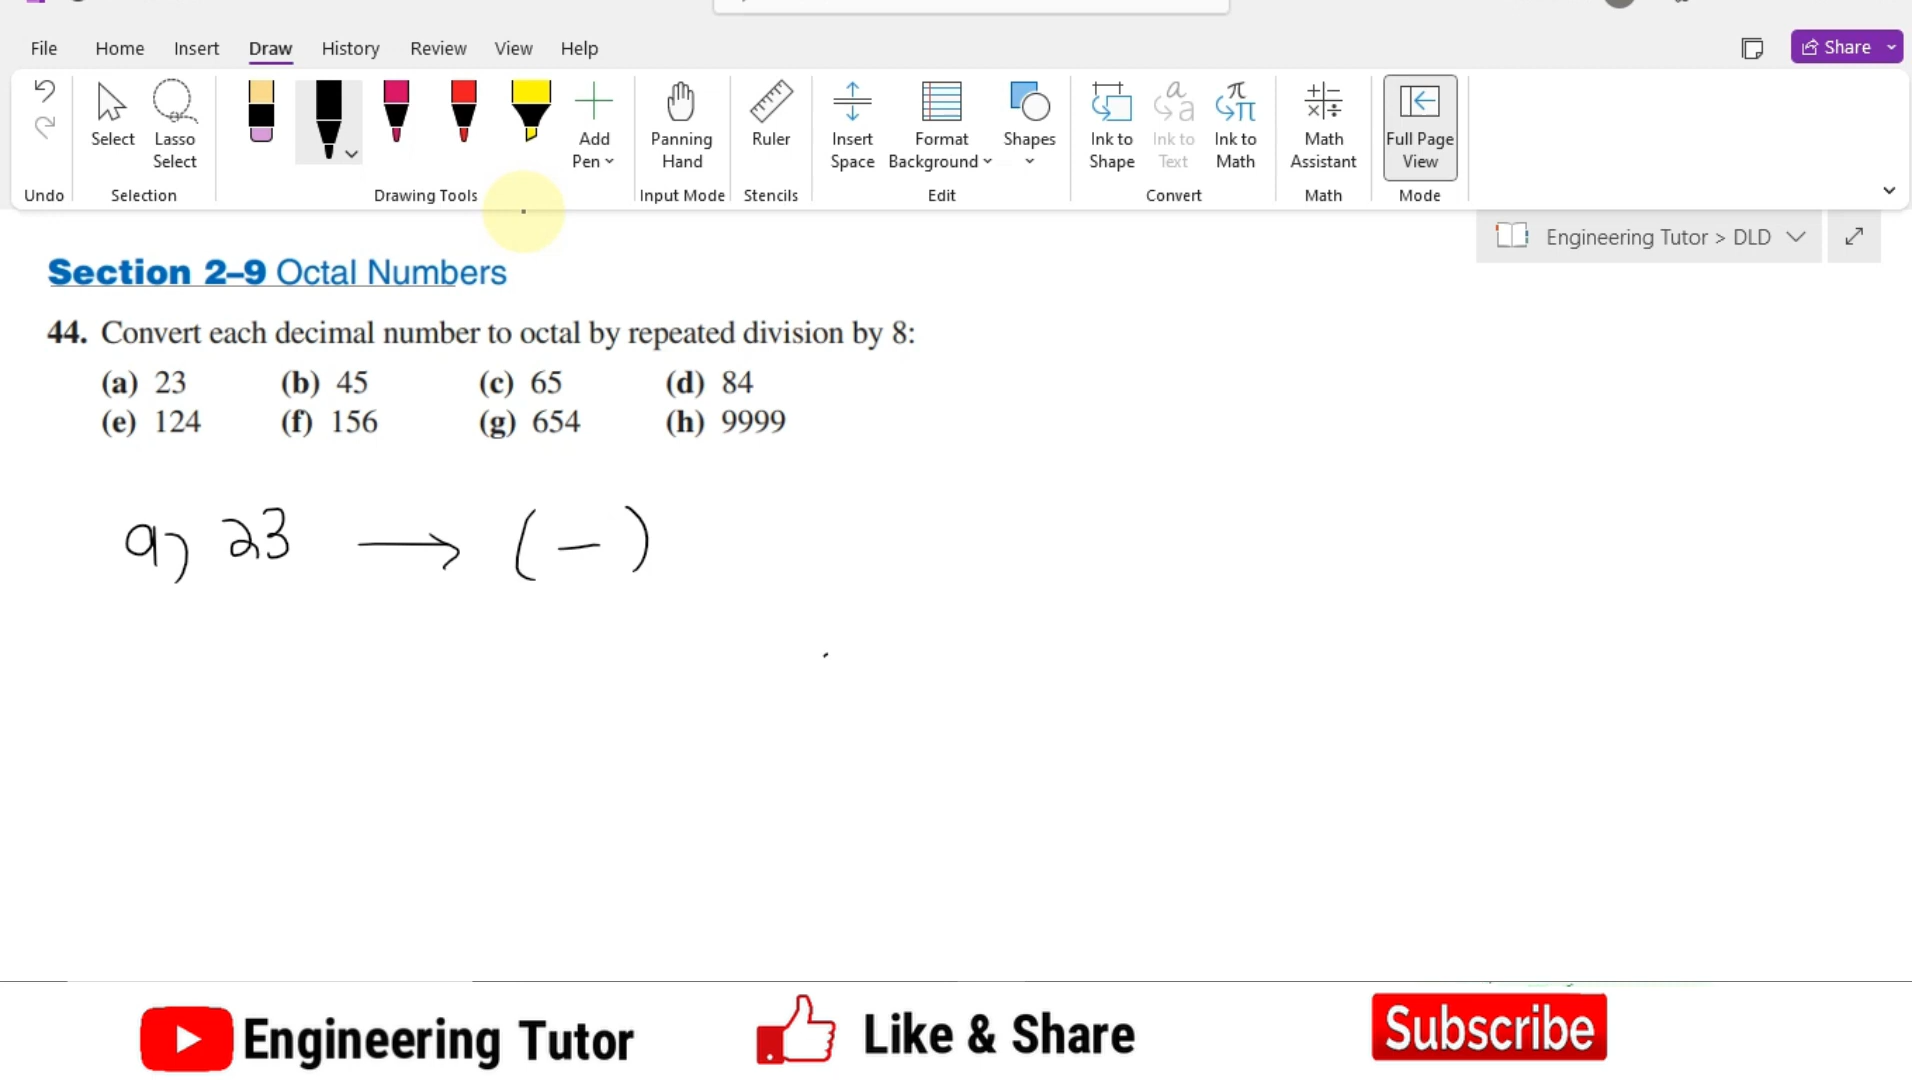 File Home Insert Draw History Review View Help Share
Undo Select Lasso Select Add Pen Panning Hand Ruler Insert Space Format Background Shapes Ink to Shape Ink to Text Ink to Math Math Assistant Full Page View
Undo Selection Drawing Tools Input Mode Stencils Edit Convert Math Mode
Engineering Tutor > DLD
Section 2–9 Octal Numbers
44. Convert each decimal number to octal by repeated division by 8:
(a) 23 (b) 45 (c) 65 (d) 84
(e) 124 (f) 156 (g) 654 (h) 9999
a) 23 → ( – )
Engineering Tutor Like & Share Subscribe